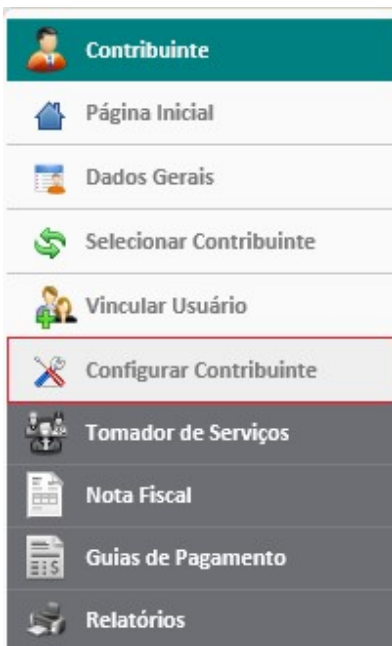 Contribuinte
Página Inicial
Dados Gerais
Selecionar Contribuinte
Vincular Usuário
Configurar Contribuinte
Tomador de Serviços
Nota Fiscal
Guias de Pagamento
Relatórios